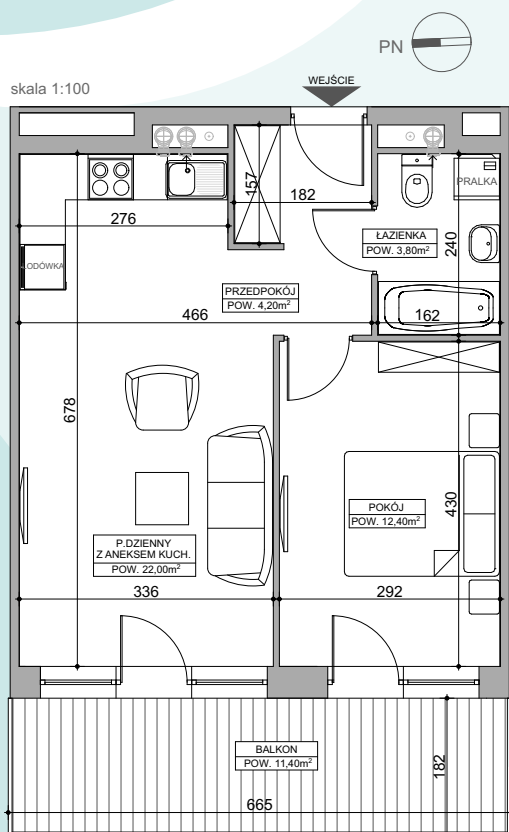 PN
skala 1:100
WEJŚCIE
157
182
276
PRALKA
ŁAZIENKA
POW. 3,80m²
240
LODÓWKA
PRZEDPOKÓJ
POW. 4,20m²
466
162
678
430
POKÓJ
POW. 12,40m²
P.DZIENNY
Z ANEKSEM KUCH.
POW. 22,00m²
336
292
BALKON
POW. 11,40m²
182
665